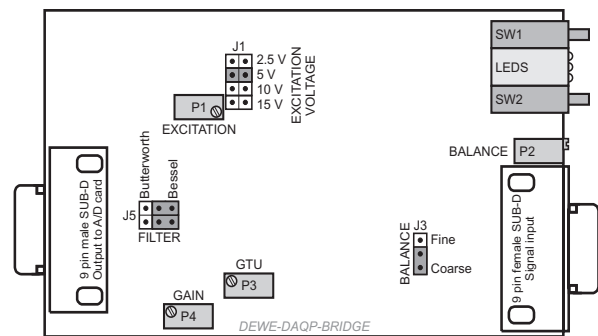 SW1
LEDS
SW2
J1
2.5 V
5 V
10 V
15 V
EXCITATION
VOLTAGE
P1
EXCITATION
BALANCE
P2
9 pin male SUB-D
Output to A/D card
Butterworth
Bessel
J5
FILTER
J3
BALANCE
Fine
Coarse
9 pin female SUB-D
Signal input
GTU
P3
GAIN
P4
DEWE-DAQP-BRIDGE